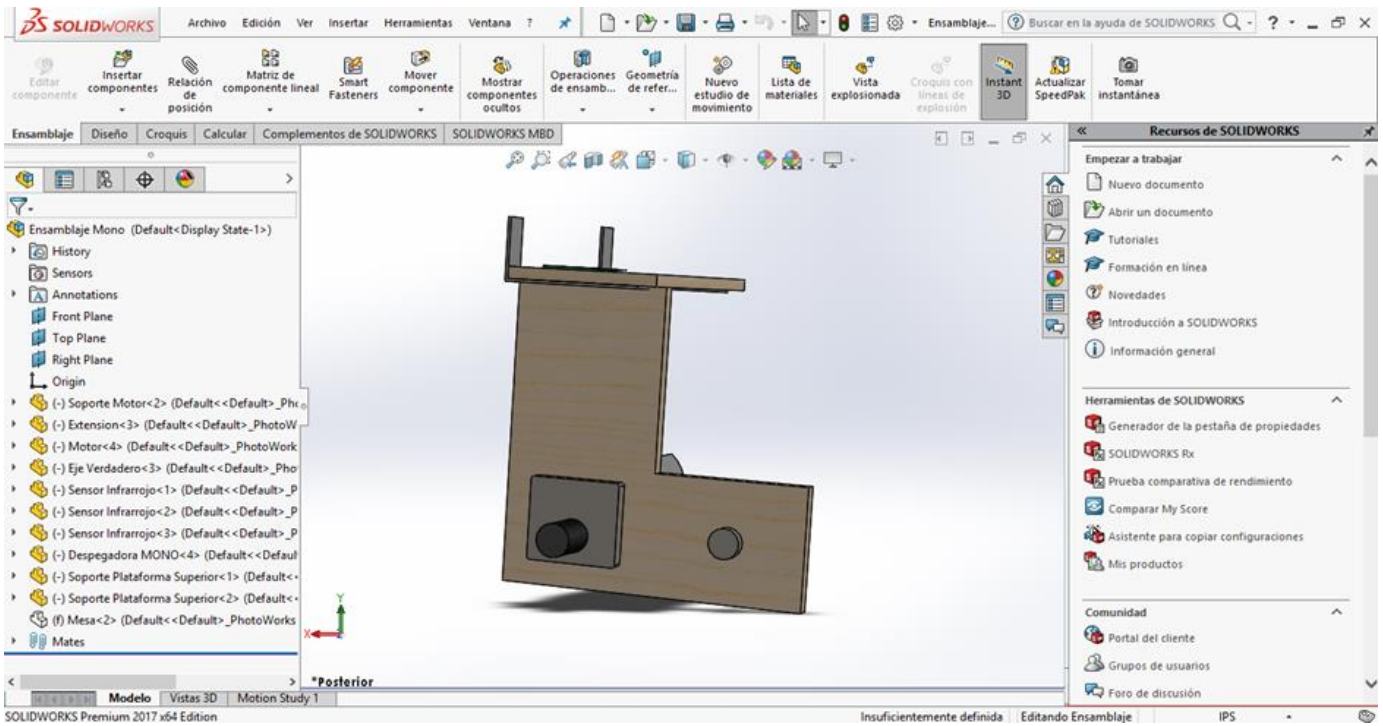 SOLIDWORKS
Archivo Edición Ver Insertar Herramientas Ventana ? Ensamblaje... Buscar en la ayuda de SOLIDWORKS ?
Editar componente
Insertar componentes
Relación de posición
Matriz de componente lineal
Smart Fasteners
Mover componente
Mostrar componentes ocultos
Operaciones de ensamb...
Geometría de refer...
Nuevo estudio de movimiento
Lista de materiales
Vista explosionada
Croquis con líneas de explosión
Instant 3D
Actualizar SpeedPak
Tomar instantánea
Ensamblaje Diseño Croquis Calcular Complementos de SOLIDWORKS SOLIDWORKS MBD
Ensamblaje Mono (Default<Display State-1>)
History
Sensors
Annotations
Front Plane
Top Plane
Right Plane
Origin
(-) Soporte Motor<2> (Default<<Default>_Pho
(-) Extension<3> (Default<<Default>_PhotoW
(-) Motor<4> (Default<<Default>_PhotoWork
(-) Eje Verdadero<3> (Default<<Default>_Pho
(-) Sensor Infrarrojo<1> (Default<<Default>_P
(-) Sensor Infrarrojo<2> (Default<<Default>_P
(-) Sensor Infrarrojo<3> (Default<<Default>_P
(-) Despegadora MONO<4> (Default<<Defaul
(-) Soporte Plataforma Superior<1> (Default<
(-) Soporte Plataforma Superior<2> (Default<
(f) Mesa<2> (Default<<Default>_PhotoWorks
Mates
Y
X
*Posterior
Recursos de SOLIDWORKS
Empezar a trabajar
Nuevo documento
Abrir un documento
Tutoriales
Formación en línea
Novedades
Introducción a SOLIDWORKS
Información general
Herramientas de SOLIDWORKS
Generador de la pestaña de propiedades
SOLIDWORKS Rx
Prueba comparativa de rendimiento
Comparar My Score
Asistente para copiar configuraciones
Mis productos
Comunidad
Portal del cliente
Grupos de usuarios
Foro de discusión
Modelo Vistas 3D Motion Study 1
SOLIDWORKS Premium 2017 x64 Edition Insuficientemente definida Editando Ensamblaje IPS